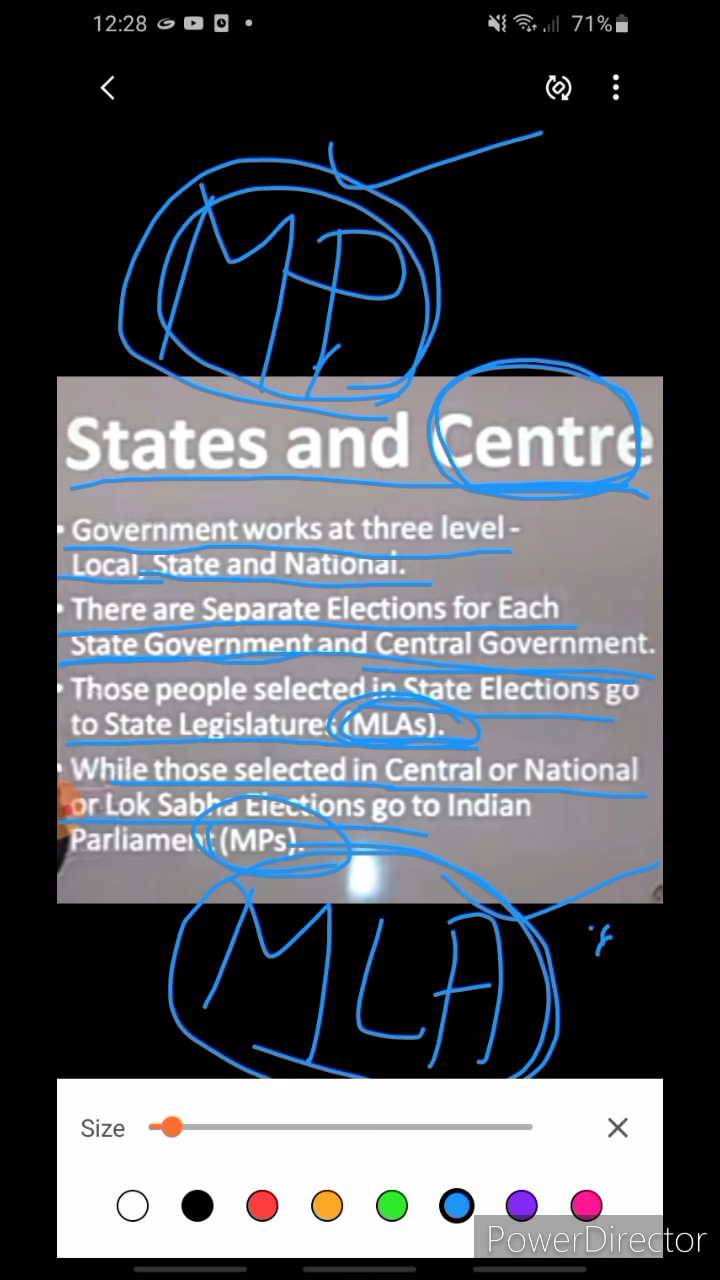 12:28
71%
MP
States and Centre
• Government works at three level -
Local, State and National.
• There are Separate Elections for Each
State Government and Central Government.
• Those people selected in State Elections go
to State Legislatures (MLAs).
• While those selected in Central or National
or Lok Sabha Elections go to Indian
Parliament (MPs).
MLA
Size
PowerDirector